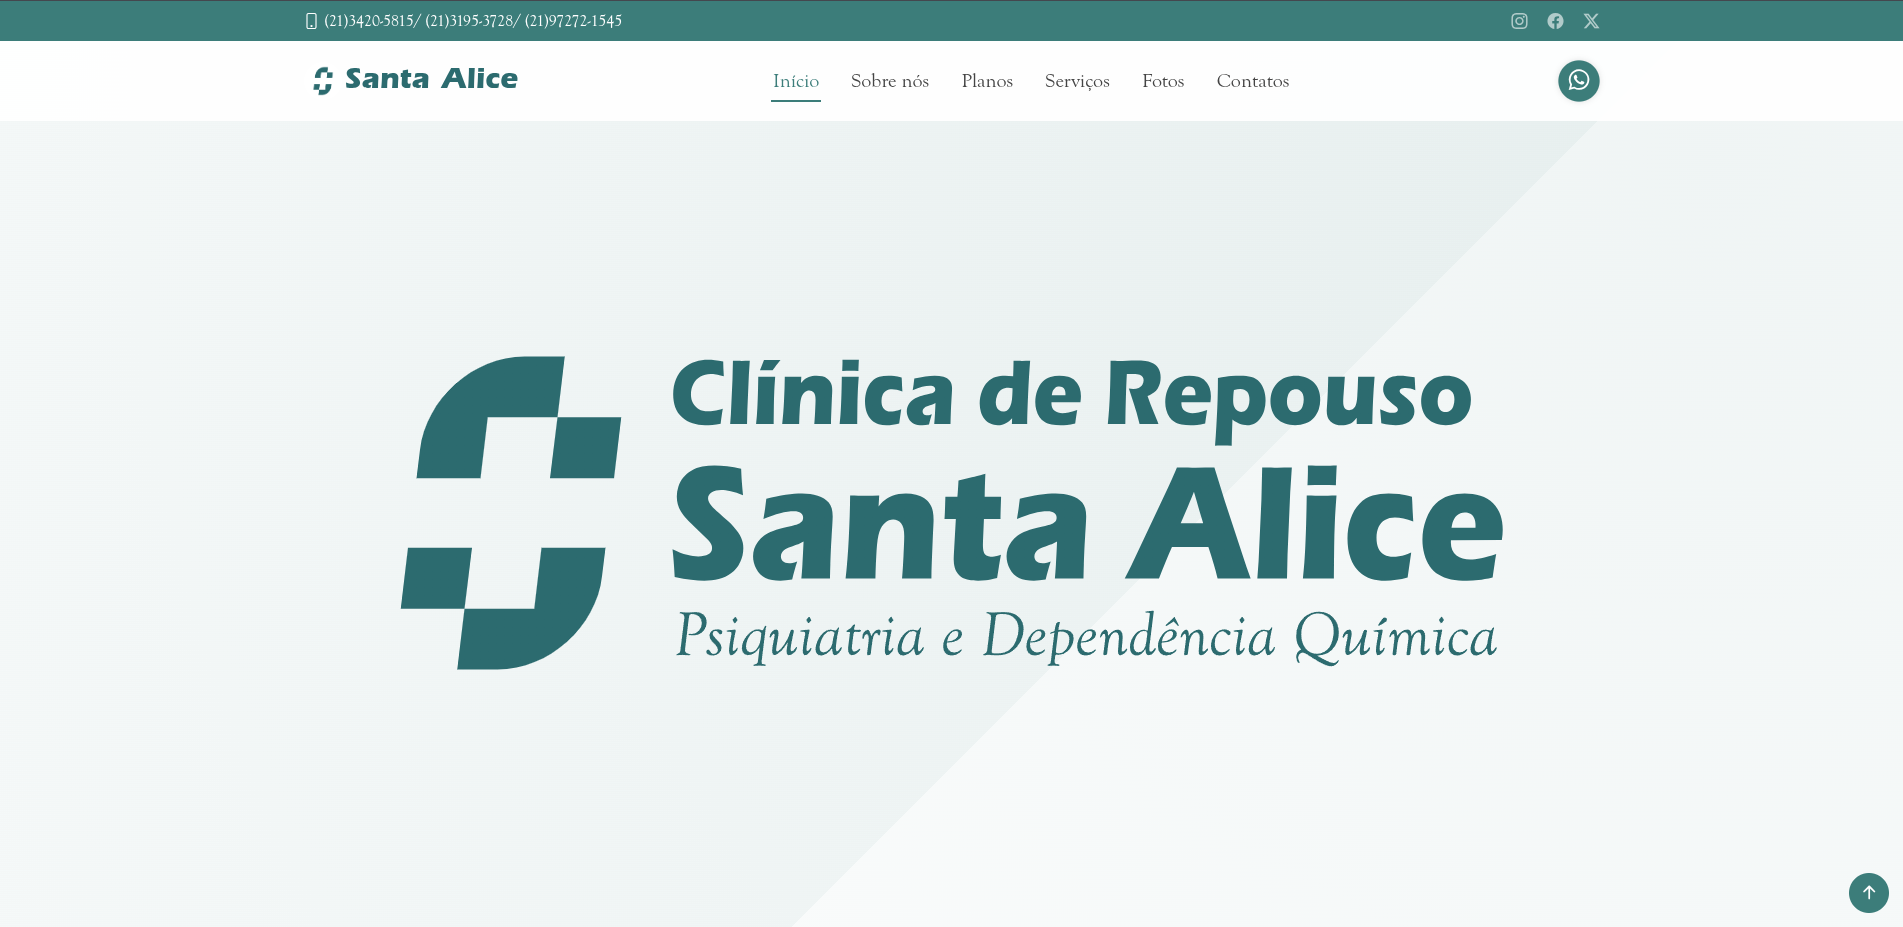 (21)3420-5815/ (21)3195-3728/ (21)97272-1545
Santa Alice
Início Sobre nós Planos Serviços Fotos Contatos
Clínica de Repouso
Santa Alice
Psiquiatria e Dependência Química